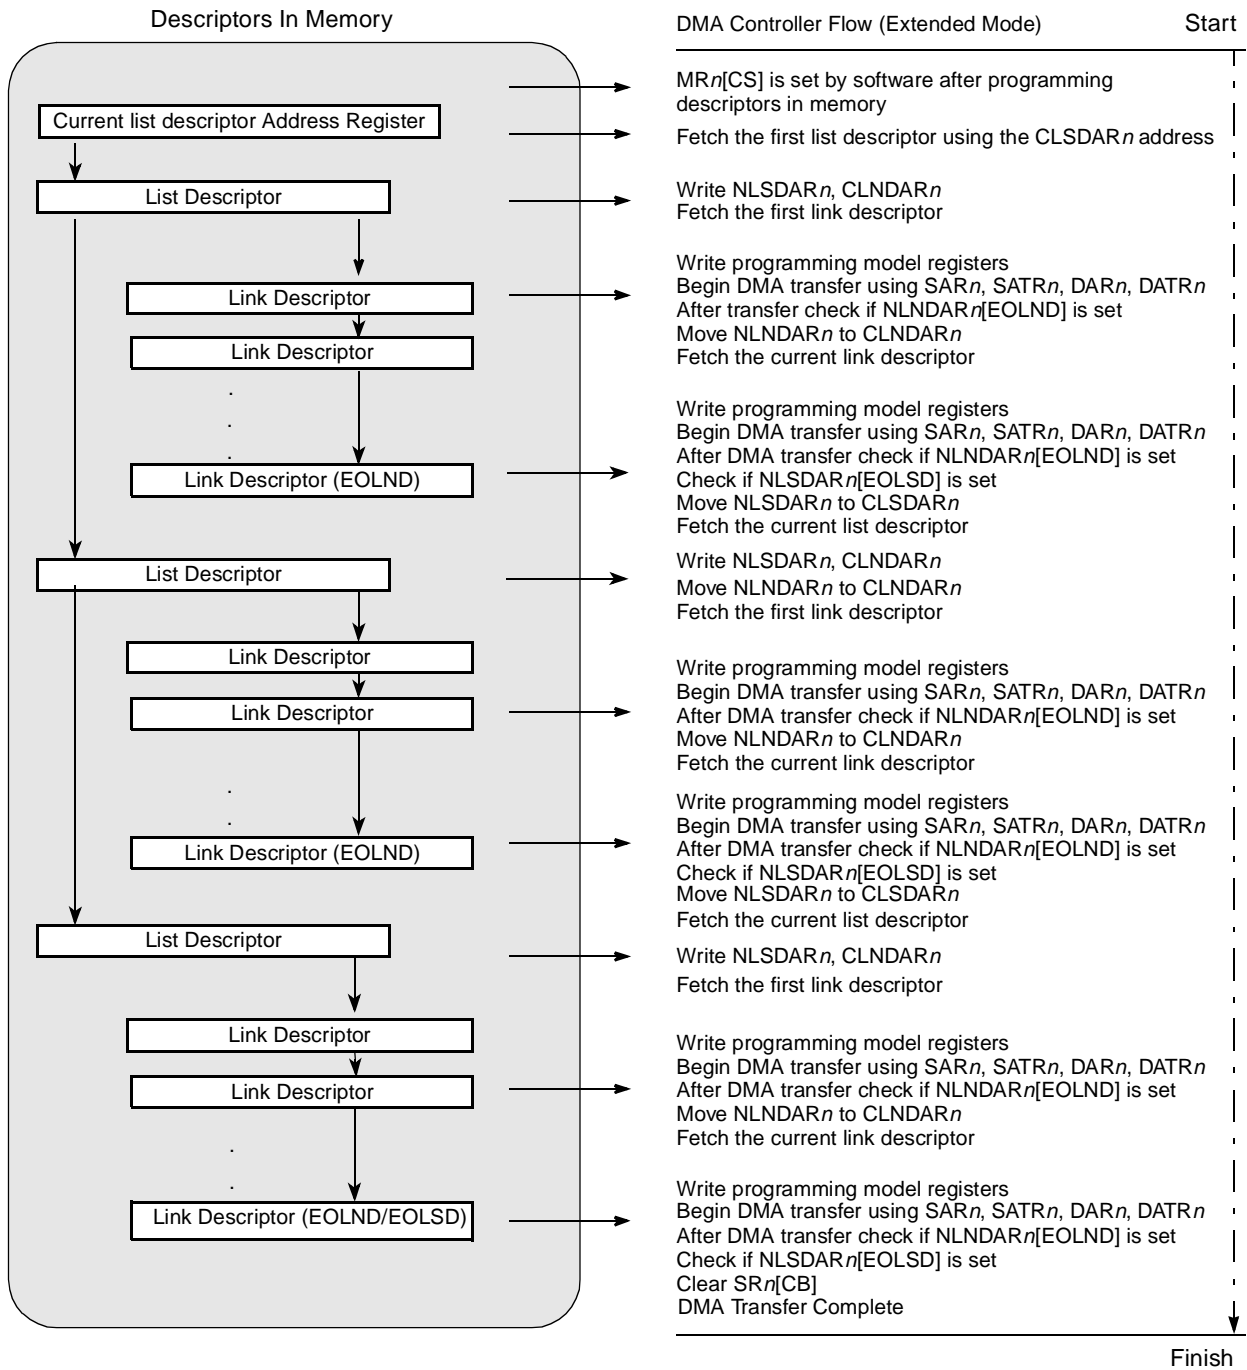 Descriptors In Memory
DMA Controller Flow (Extended Mode)
Start
MRn[CS] is set by software after programming
descriptors in memory
Current list descriptor Address Register
Fetch the first list descriptor using the CLSDARn address
List Descriptor
Write NLSDARn, CLNDARn
Fetch the first link descriptor
Link Descriptor
Write programming model registers
Begin DMA transfer using SARn, SATRn, DARn, DATRn
After transfer check if NLNDARn[EOLND] is set
Move NLNDARn to CLNDARn
Fetch the current link descriptor
Link Descriptor
.
.
.
Link Descriptor (EOLND)
Write programming model registers
Begin DMA transfer using SARn, SATRn, DARn, DATRn
After DMA transfer check if NLNDARn[EOLND] is set
Check if NLSDARn[EOLSD] is set
Move NLSDARn to CLSDARn
Fetch the current list descriptor
List Descriptor
Write NLSDARn, CLNDARn
Move NLNDARn to CLNDARn
Fetch the first link descriptor
Link Descriptor
Link Descriptor
Write programming model registers
Begin DMA transfer using SARn, SATRn, DARn, DATRn
After DMA transfer check if NLNDARn[EOLND] is set
Move NLNDARn to CLNDARn
Fetch the current link descriptor
.
.
Link Descriptor (EOLND)
Write programming model registers
Begin DMA transfer using SARn, SATRn, DARn, DATRn
After DMA transfer check if NLNDARn[EOLND] is set
Check if NLSDARn[EOLSD] is set
Move NLSDARn to CLSDARn
Fetch the current list descriptor
List Descriptor
Write NLSDARn, CLNDARn
Fetch the first link descriptor
Link Descriptor
Link Descriptor
Write programming model registers
Begin DMA transfer using SARn, SATRn, DARn, DATRn
After DMA transfer check if NLNDARn[EOLND] is set
Move NLNDARn to CLNDARn
Fetch the current link descriptor
.
.
Link Descriptor (EOLND/EOLSD)
Write programming model registers
Begin DMA transfer using SARn, SATRn, DARn, DATRn
After DMA transfer check if NLNDARn[EOLND] is set
Check if NLSDARn[EOLSD] is set
Clear SRn[CB]
DMA Transfer Complete
Finish